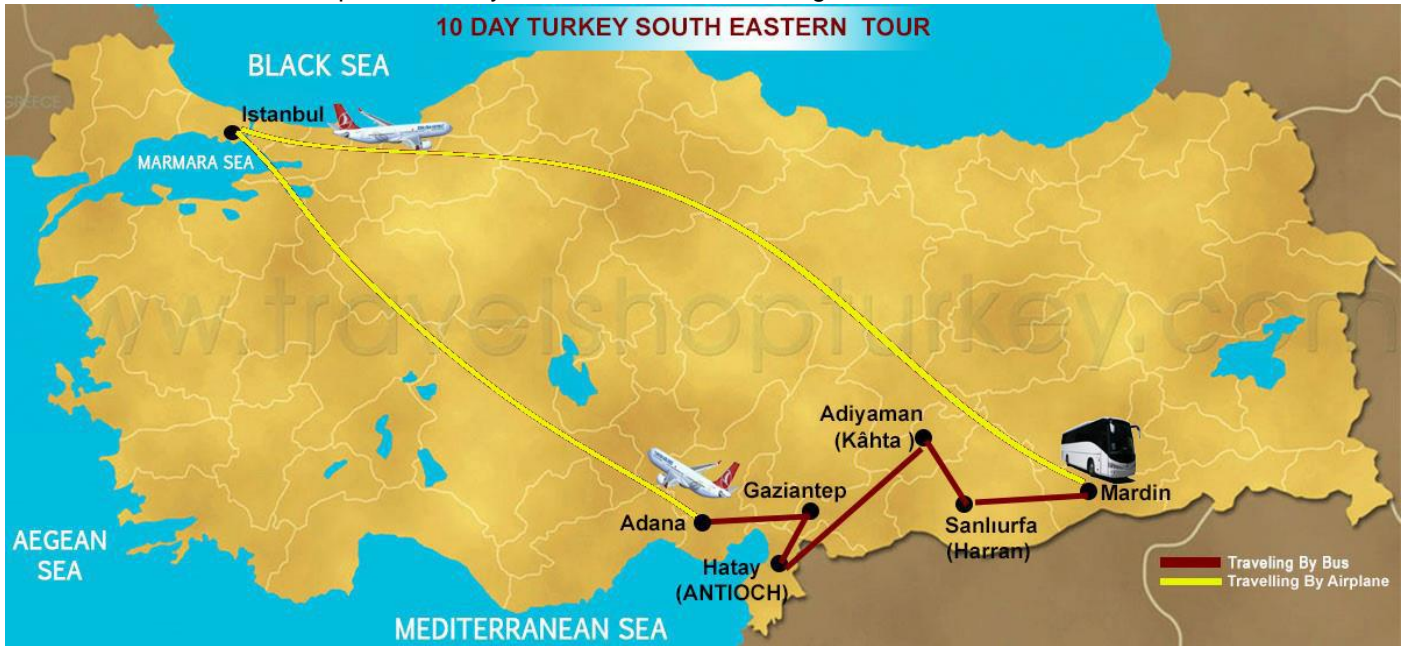 10 DAY TURKEY SOUTH EASTERN TOUR
BLACK SEA
GREECE
Istanbul
MARMARA SEA
www.travelshopturkey.com
Adiyaman
(Kâhta )
Gaziantep
Mardin
Adana
Sanlıurfa
(Harran)
AEGEAN
SEA
Hatay
(ANTIOCH)
Traveling By Bus
Travelling By Airplane
MEDITERRANEAN SEA